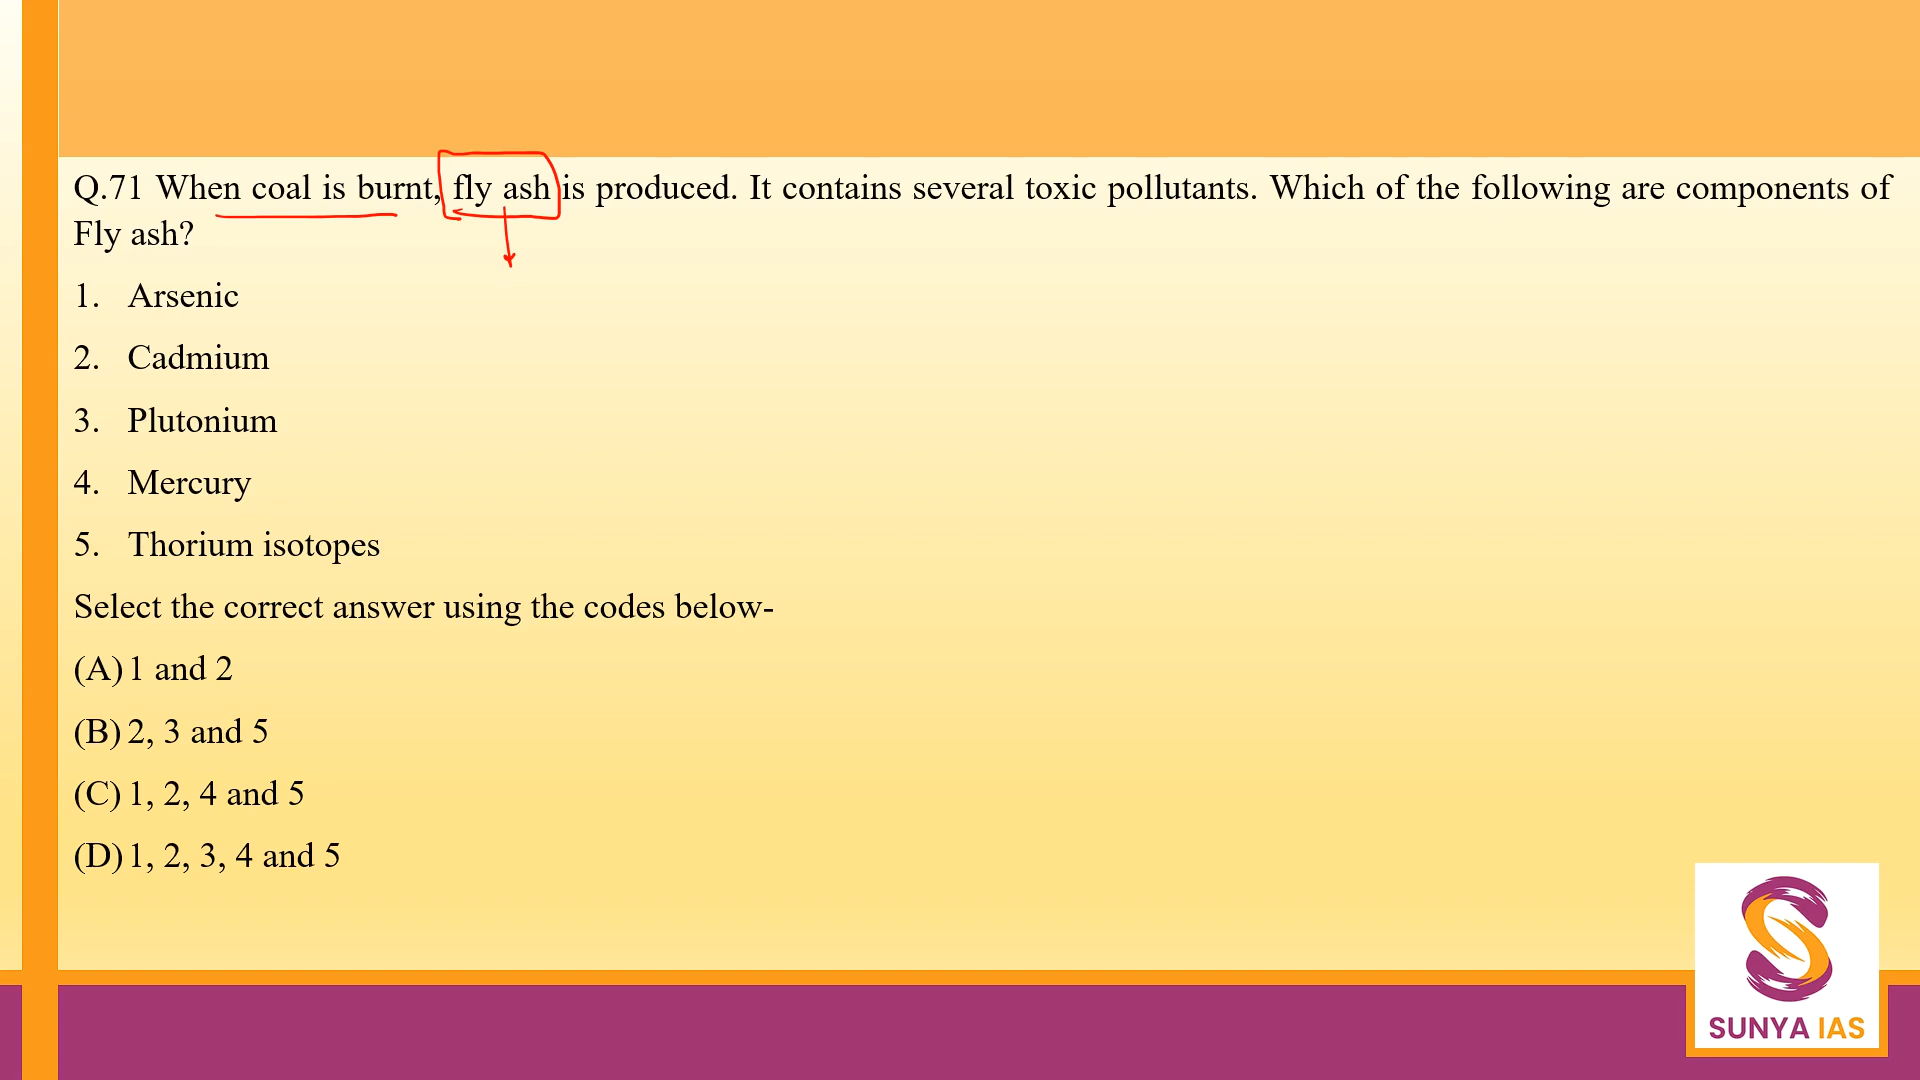 Q.71 When coal is burnt, fly ash is produced. It contains several toxic pollutants. Which of the following are components of
Fly ash?
1. Arsenic
2. Cadmium
3. Plutonium
4. Mercury
5. Thorium isotopes
Select the correct answer using the codes below-
(A) 1 and 2
(B) 2, 3 and 5
(C) 1, 2, 4 and 5
(D) 1, 2, 3, 4 and 5
SUNYA IAS